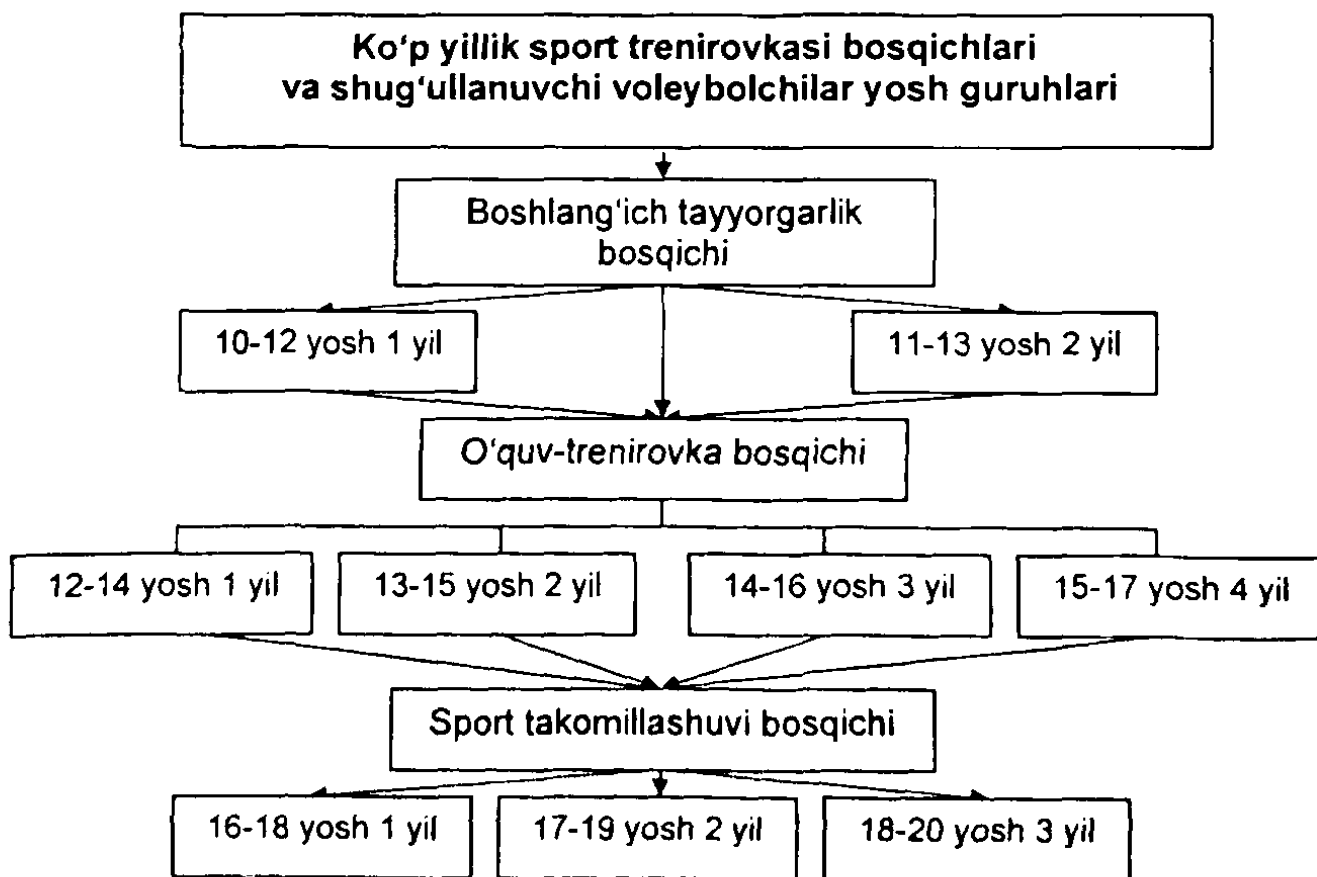 Ko‘p yillik sport trenirovkasi bosqichlari
va shug‘ullanuvchi voleybolchilar yosh guruhlari
Boshlang‘ich tayyorgarlik
bosqichi
10-12 yosh 1 yil
11-13 yosh 2 yil
O‘quv-trenirovka bosqichi
12-14 yosh 1 yil
13-15 yosh 2 yil
14-16 yosh 3 yil
15-17 yosh 4 yil
Sport takomillashuvi bosqichi
16-18 yosh 1 yil
17-19 yosh 2 yil
18-20 yosh 3 yil